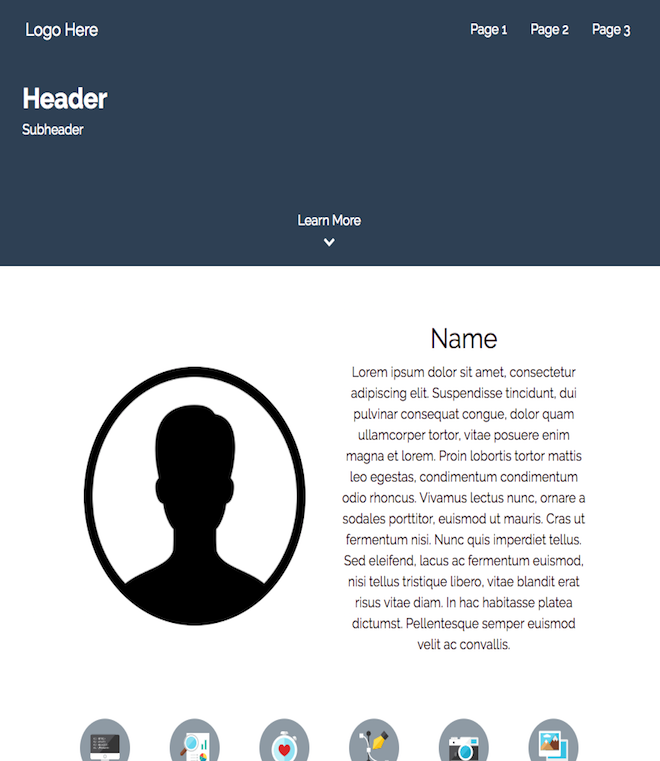 Logo Here
Page 1 Page 2 Page 3
Header
Subheader
Learn More
Name
Lorem ipsum dolor sit amet, consectetur
adipiscing elit. Suspendisse tincidunt, dui
pulvinar consequat congue, dolor quam
ullamcorper tortor, vitae posuere enim
magna et lorem. Proin lobortis tortor mattis
leo egestas, condimentum condimentum
odio rhoncus. Vivamus lectus nunc, ornare a
sodales porttitor, euismod ut mauris. Cras ut
fermentum nisi. Nunc quis imperdiet tellus.
Sed eleifend, lacus ac fermentum euismod,
nisi tellus tristique libero, vitae blandit erat
risus vitae diam. In hac habitasse platea
dictumst. Pellentesque semper euismod
velit ac convallis.